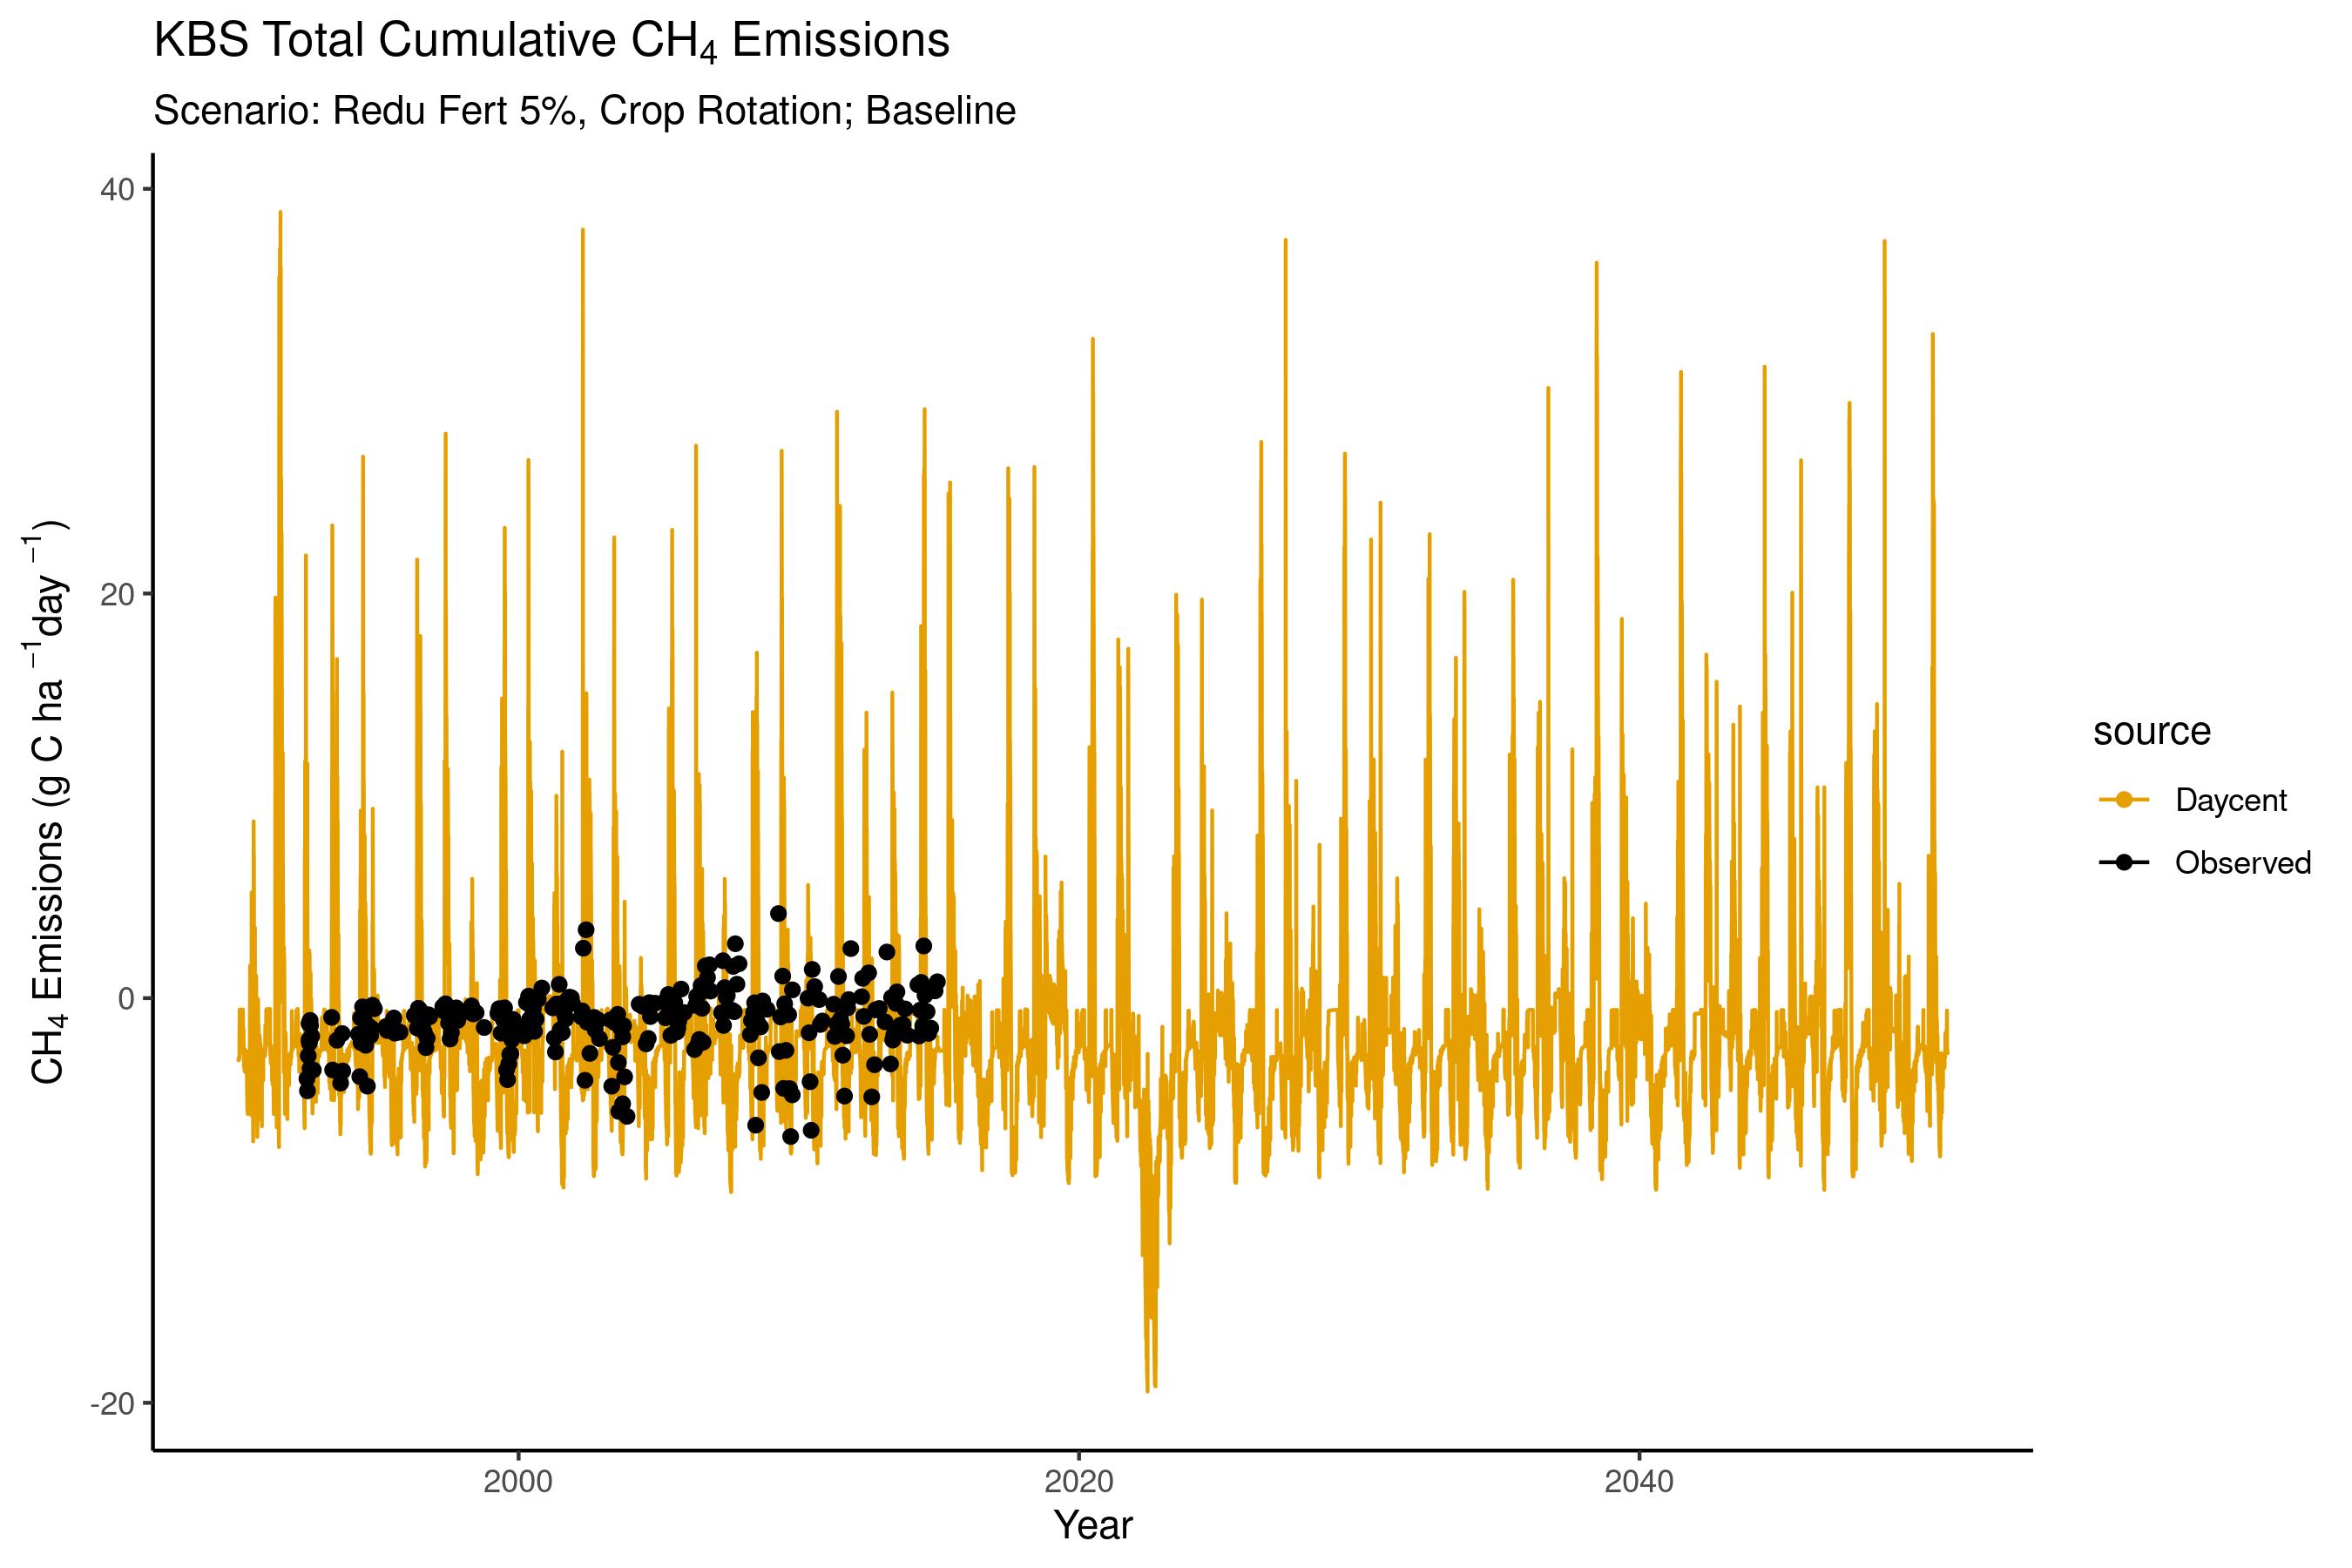 KBS Total Cumulative CH₄ Emissions
Scenario: Redu Fert 5%, Crop Rotation; Baseline
CH₄ Emissions (g C ha ⁻¹day ⁻¹)
40
20
0
-20
2000
2020
2040
Year
source
Daycent
Observed